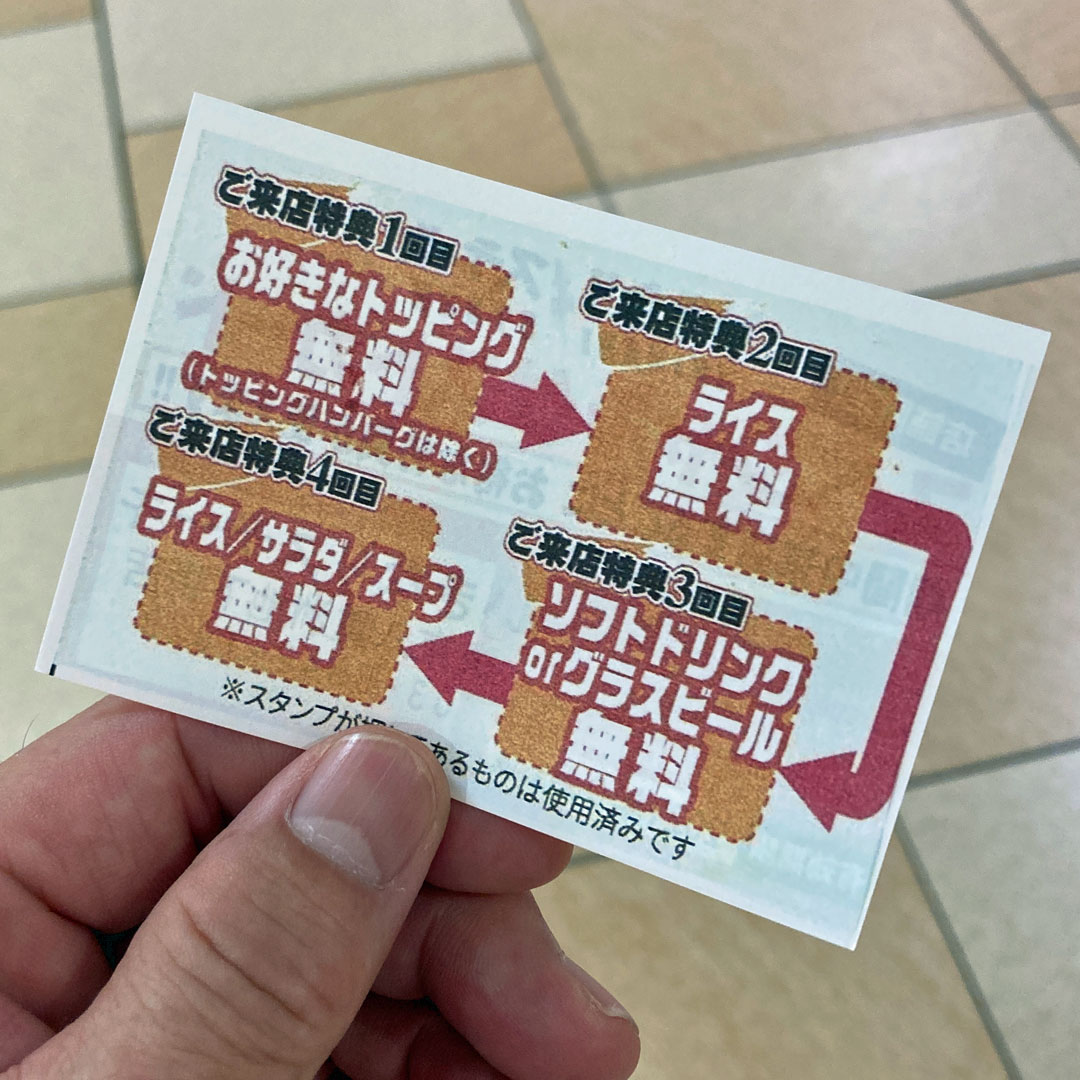 ご来店特典1回目
お好きなトッピング
無料
(トッピングハンバーグは除く)
ご来店特典2回目
ライス
無料
ご来店特典3回目
ソフトドリンク
orグラスビール
無料
ご来店特典4回目
ライス/サラダ/スープ
無料
※スタンプが あるものは使用済みです